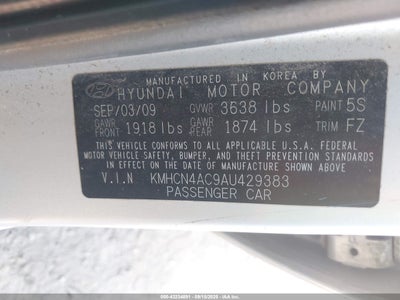 MANUFACTURED IN KOREA BY
HYUNDAI MOTOR COMPANY
SEP/03/09 GVWR 3638 lbs PAINT 5S
GAWR FRONT 1918 lbs GAWR REAR 1874 lbs TRIM FZ
THIS VEHICLE CONFORMS TO ALL APPLICABLE U.S.A FEDERAL
MOTOR VEHICLE SAFETY, BUMPER, AND THEFT PREVENTION STANDARDS
IN EFFECT ON THE DATE OF MANUFACTURE SHOWN ABOVE.
V.I.N KMHCN4AC9AU429383
PASSENGER CAR